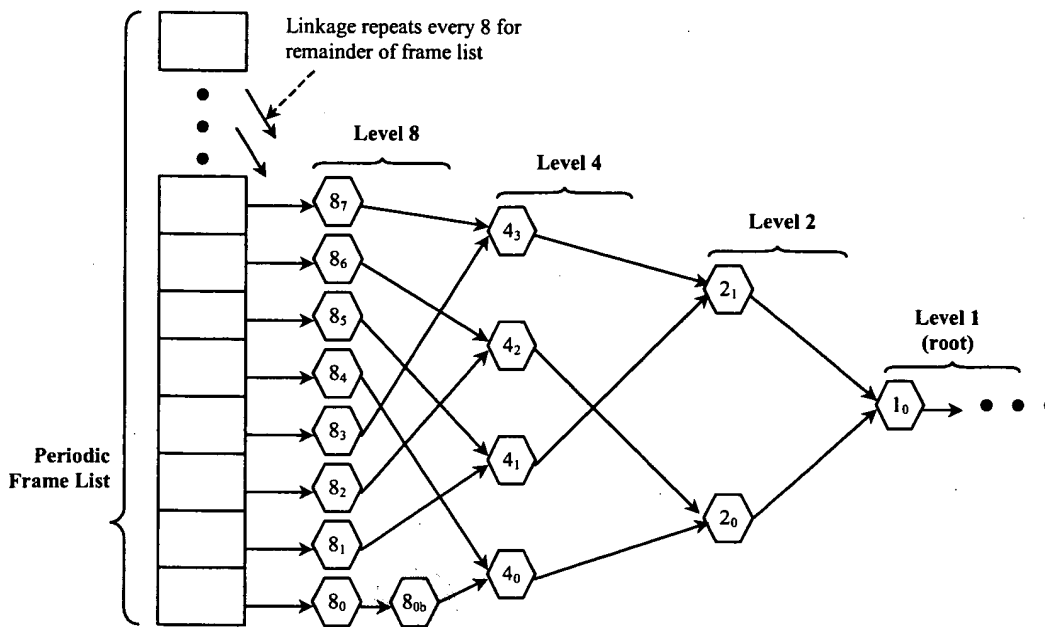 Linkage repeats every 8 for
remainder of frame list
Level 8
Level 4
Level 2
Level 1
(root)
Periodic
Frame List
8₇
8₆
8₅
8₄
8₃
8₂
8₁
8₀
8₀b
4₃
4₂
4₁
4₀
2₁
2₀
1₀